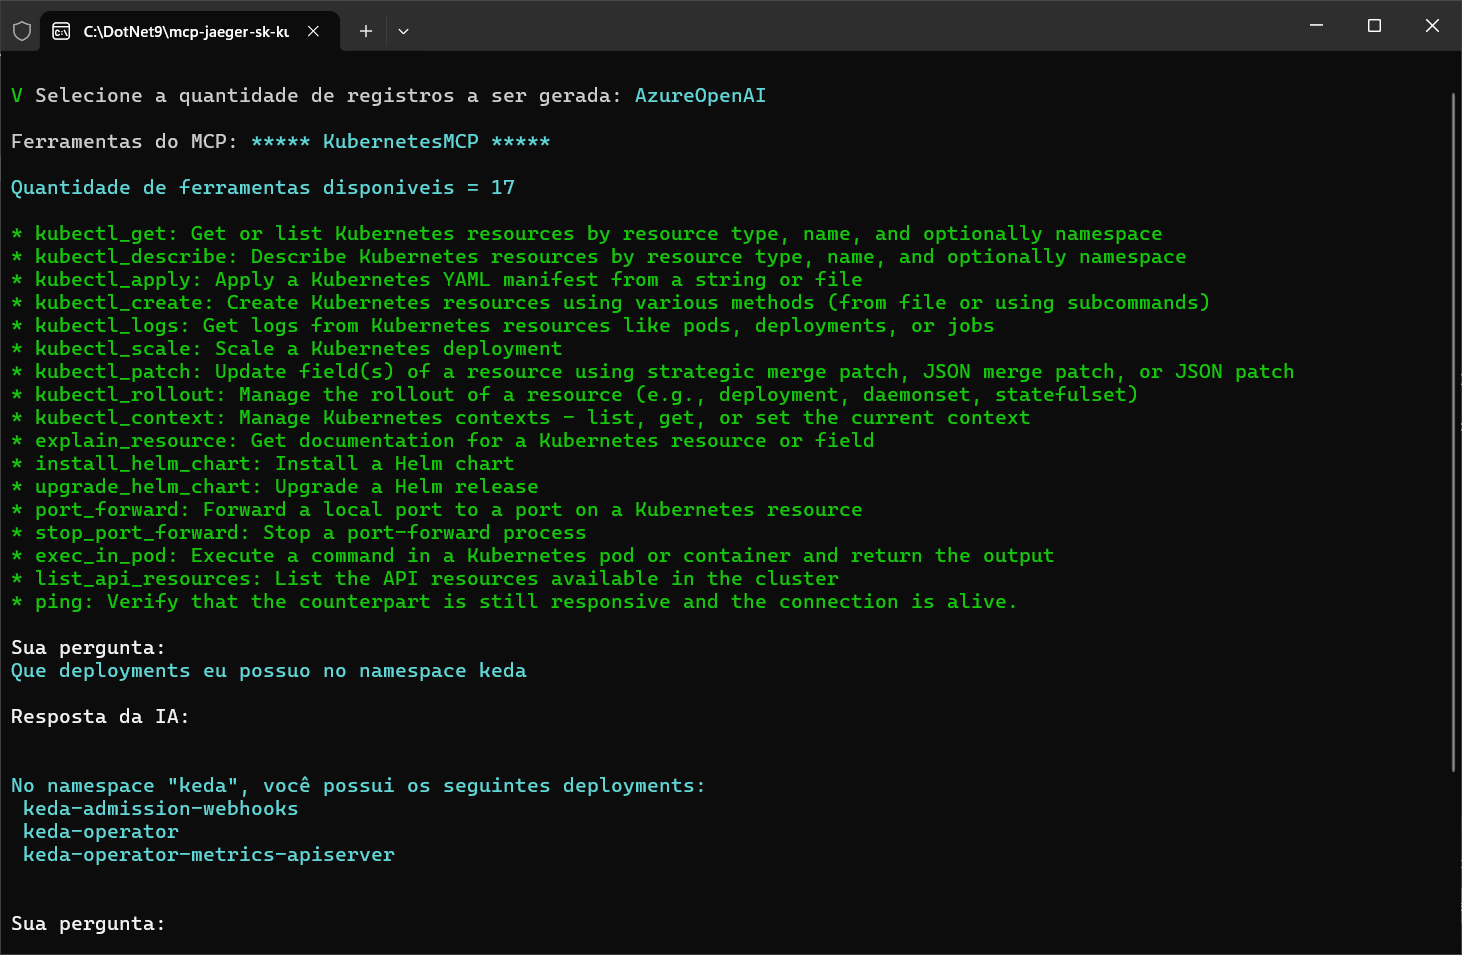 C:\DotNet9\mcp-jaeger-sk-ku
V Selecione a quantidade de registros a ser gerada: AzureOpenAI
Ferramentas do MCP: ***** KubernetesMCP *****
Quantidade de ferramentas disponiveis = 17
* kubectl_get: Get or list Kubernetes resources by resource type, name, and optionally namespace
* kubectl_describe: Describe Kubernetes resources by resource type, name, and optionally namespace
* kubectl_apply: Apply a Kubernetes YAML manifest from a string or file
* kubectl_create: Create Kubernetes resources using various methods (from file or using subcommands)
* kubectl_logs: Get logs from Kubernetes resources like pods, deployments, or jobs
* kubectl_scale: Scale a Kubernetes deployment
* kubectl_patch: Update field(s) of a resource using strategic merge patch, JSON merge patch, or JSON patch
* kubectl_rollout: Manage the rollout of a resource (e.g., deployment, daemonset, statefulset)
* kubectl_context: Manage Kubernetes contexts - list, get, or set the current context
* explain_resource: Get documentation for a Kubernetes resource or field
* install_helm_chart: Install a Helm chart
* upgrade_helm_chart: Upgrade a Helm release
* port_forward: Forward a local port to a port on a Kubernetes resource
* stop_port_forward: Stop a port-forward process
* exec_in_pod: Execute a command in a Kubernetes pod or container and return the output
* list_api_resources: List the API resources available in the cluster
* ping: Verify that the counterpart is still responsive and the connection is alive.
Sua pergunta:
Que deployments eu possuo no namespace keda
Resposta da IA:
No namespace "keda", você possui os seguintes deployments:
keda-admission-webhooks
keda-operator
keda-operator-metrics-apiserver
Sua pergunta: